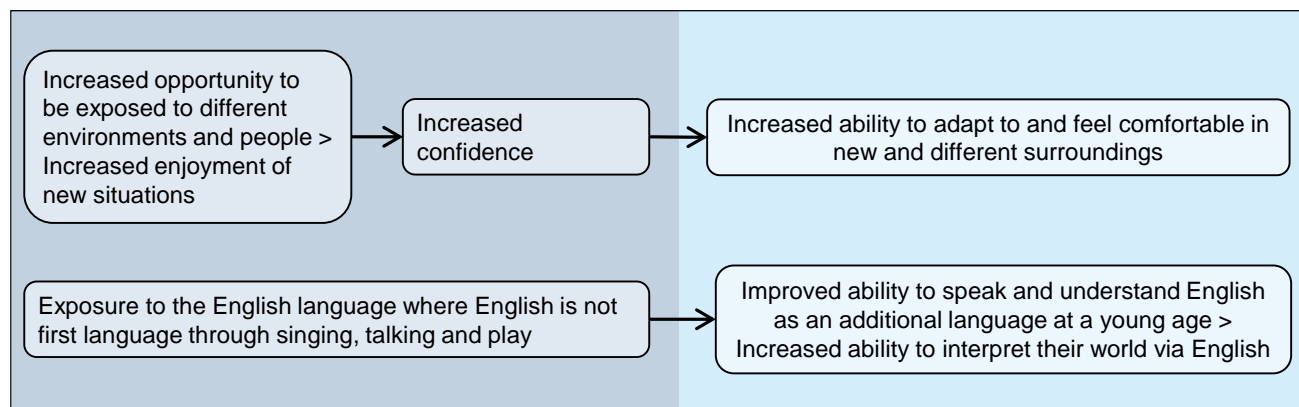 Increased opportunity to
be exposed to different
environments and people >
Increased enjoyment of
new situations
Increased
confidence
Increased ability to adapt to and feel comfortable in
new and different surroundings
Exposure to the English language where English is not
first language through singing, talking and play
Improved ability to speak and understand English
as an additional language at a young age >
Increased ability to interpret their world via English